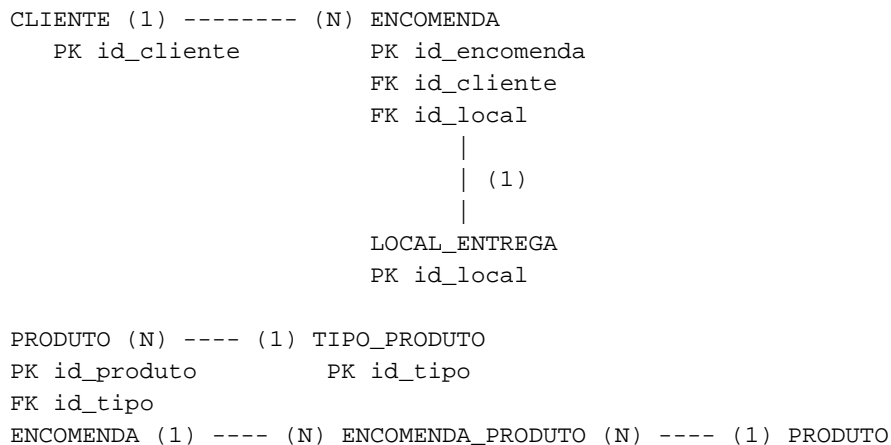 CLIENTE (1) -------- (N) ENCOMENDA
   PK id_cliente        PK id_encomenda
                        FK id_cliente
                        FK id_local
                              |
                              | (1)
                              |
                        LOCAL_ENTREGA
                        PK id_local

PRODUTO (N) ---- (1) TIPO_PRODUTO
PK id_produto        PK id_tipo
FK id_tipo
ENCOMENDA (1) ---- (N) ENCOMENDA_PRODUTO (N) ---- (1) PRODUTO